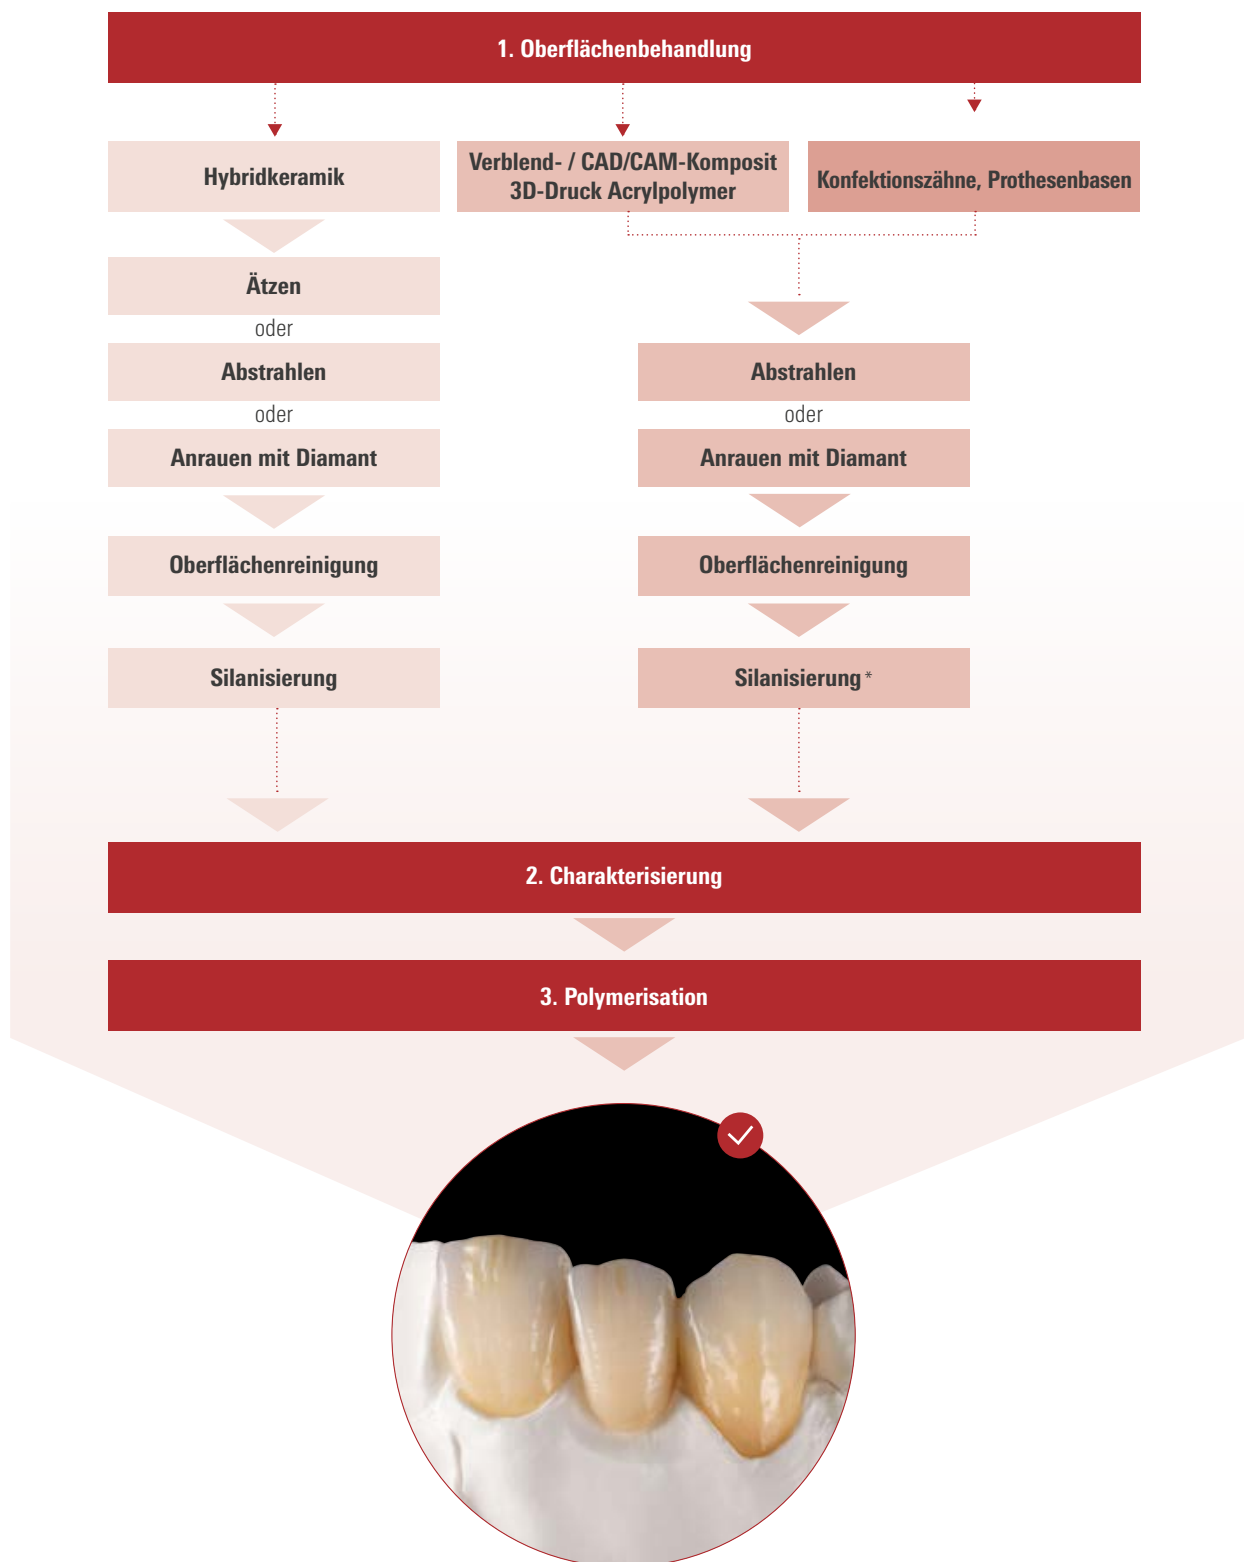 1. Oberflächenbehandlung
Hybridkeramik
Verblend- / CAD/CAM-Komposit
3D-Druck Acrylpolymer
Konfektionszähne, Prothesenbasen
Ätzen
oder
Abstrahlen
oder
Anrauen mit Diamant
Oberflächenreinigung
Silanisierung
Abstrahlen
oder
Anrauen mit Diamant
Oberflächenreinigung
Silanisierung*
2. Charakterisierung
3. Polymerisation